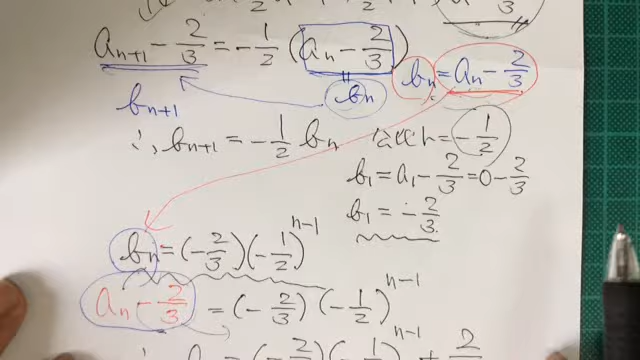 a_{n+1} - 2/3 = -1/2 (a_n - 2/3)
b_n = a_n - 2/3
b_{n+1}
b_n
∴ b_{n+1} = -1/2 b_n 公比 r = -1/2
b_1 = a_1 - 2/3 = 0 - 2/3
b_1 = -2/3
b_n = (-2/3)(-1/2)^{n-1}
a_n - 2/3 = (-2/3)(-1/2)^{n-1}